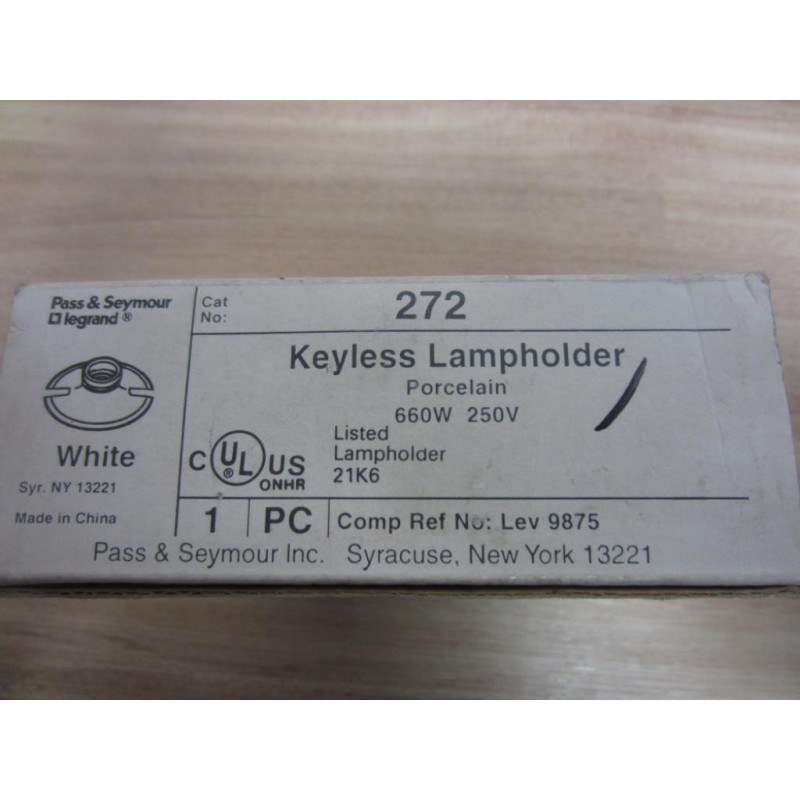 Pass & Seymour
legrand®
Cat
No:
272
Keyless Lampholder
Porcelain
660W 250V
White
Syr. NY 13221
Made in China
C UL® US
ONHR
Listed
Lampholder
21K6
1 PC
Comp Ref No: Lev 9875
Pass & Seymour Inc. Syracuse, New York 13221